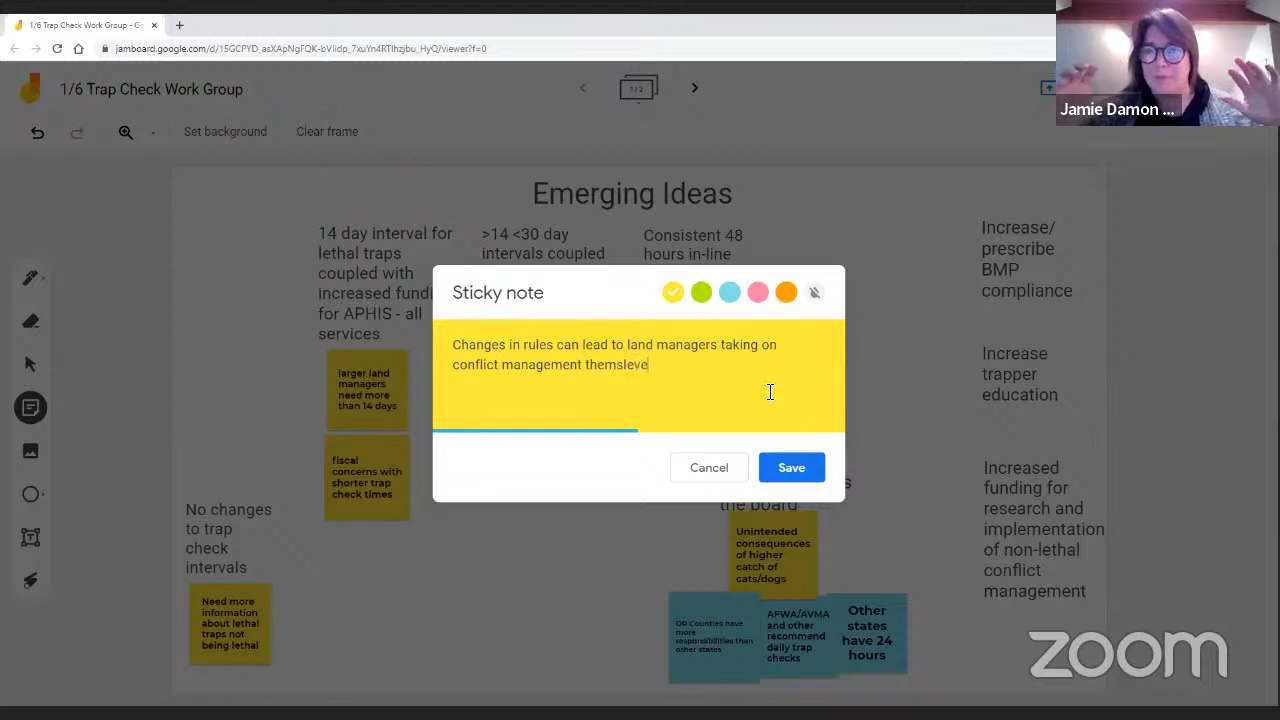 1/6 Trap Check Work Group - Go
jamboard.google.com/d/15GCPYD_asXApNgFQK-bVIidp_7xuYn4RTIhzjbu_HyQ/viewer?f=0
1/6 Trap Check Work Group
1/2
Set background
Clear frame
Jamie Damon ...
Emerging Ideas
14 day interval for
lethal traps
coupled with
increased fundi
for APHIS - all
services
>14 <30 day
intervals coupled
Consistent 48
hours in-line
Increase/
prescribe
BMP
compliance
Sticky note
Changes in rules can lead to land managers taking on
conflict management themsleve
Cancel
Save
larger land
managers
need more
than 14 days
fiscal
concerns with
shorter trap
check times
Increase
trapper
education
No changes
to trap
check
intervals
Need more
information
about lethal
traps not
being lethal
s
the board
Unintended
consequences
of higher
catch of
cats/dogs
OR Counties have
more
responsibilities than
other states
AFWA/AVMA
and other
recommend
daily trap
checks
Other
states
have 24
hours
Increased
funding for
research and
implementation
of non-lethal
conflict
management
zoom